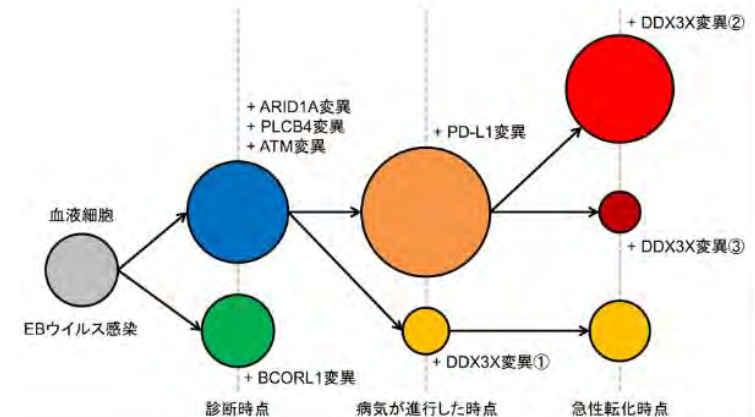 + DDX3X変異②
+ ARID1A変異
+ PLCB4変異
+ ATM変異
+ PD-L1変異
血液細胞
+ DDX3X変異③
EBウイルス感染
+ DDX3X変異①
+ BCORL1変異
診断時点
病気が進行した時点
急性転化時点